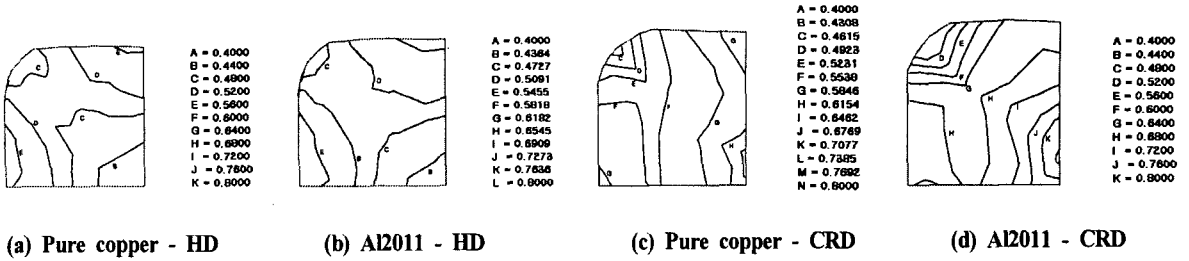 A = 0.4000
B = 0.4400
C = 0.4800
D = 0.5200
E = 0.5600
F = 0.6000
G = 0.6400
H = 0.6800
I = 0.7200
J = 0.7600
K = 0.8000
A = 0.4000
B = 0.4364
C = 0.4727
D = 0.5091
E = 0.5455
F = 0.5818
G = 0.6182
H = 0.6545
I = 0.6909
J = 0.7273
K = 0.7636
L = 0.8000
A = 0.4000
B = 0.4308
C = 0.4615
D = 0.4923
E = 0.5231
F = 0.5538
G = 0.5846
H = 0.6154
I = 0.6462
J = 0.6769
K = 0.7077
L = 0.7385
M = 0.7692
N = 0.8000
A = 0.4000
B = 0.4400
C = 0.4800
D = 0.5200
E = 0.5600
F = 0.6000
G = 0.6400
H = 0.6800
I = 0.7200
J = 0.7600
K = 0.8000
(a) Pure copper - HD
(b) Al2011 - HD
(c) Pure copper - CRD
(d) Al2011 - CRD